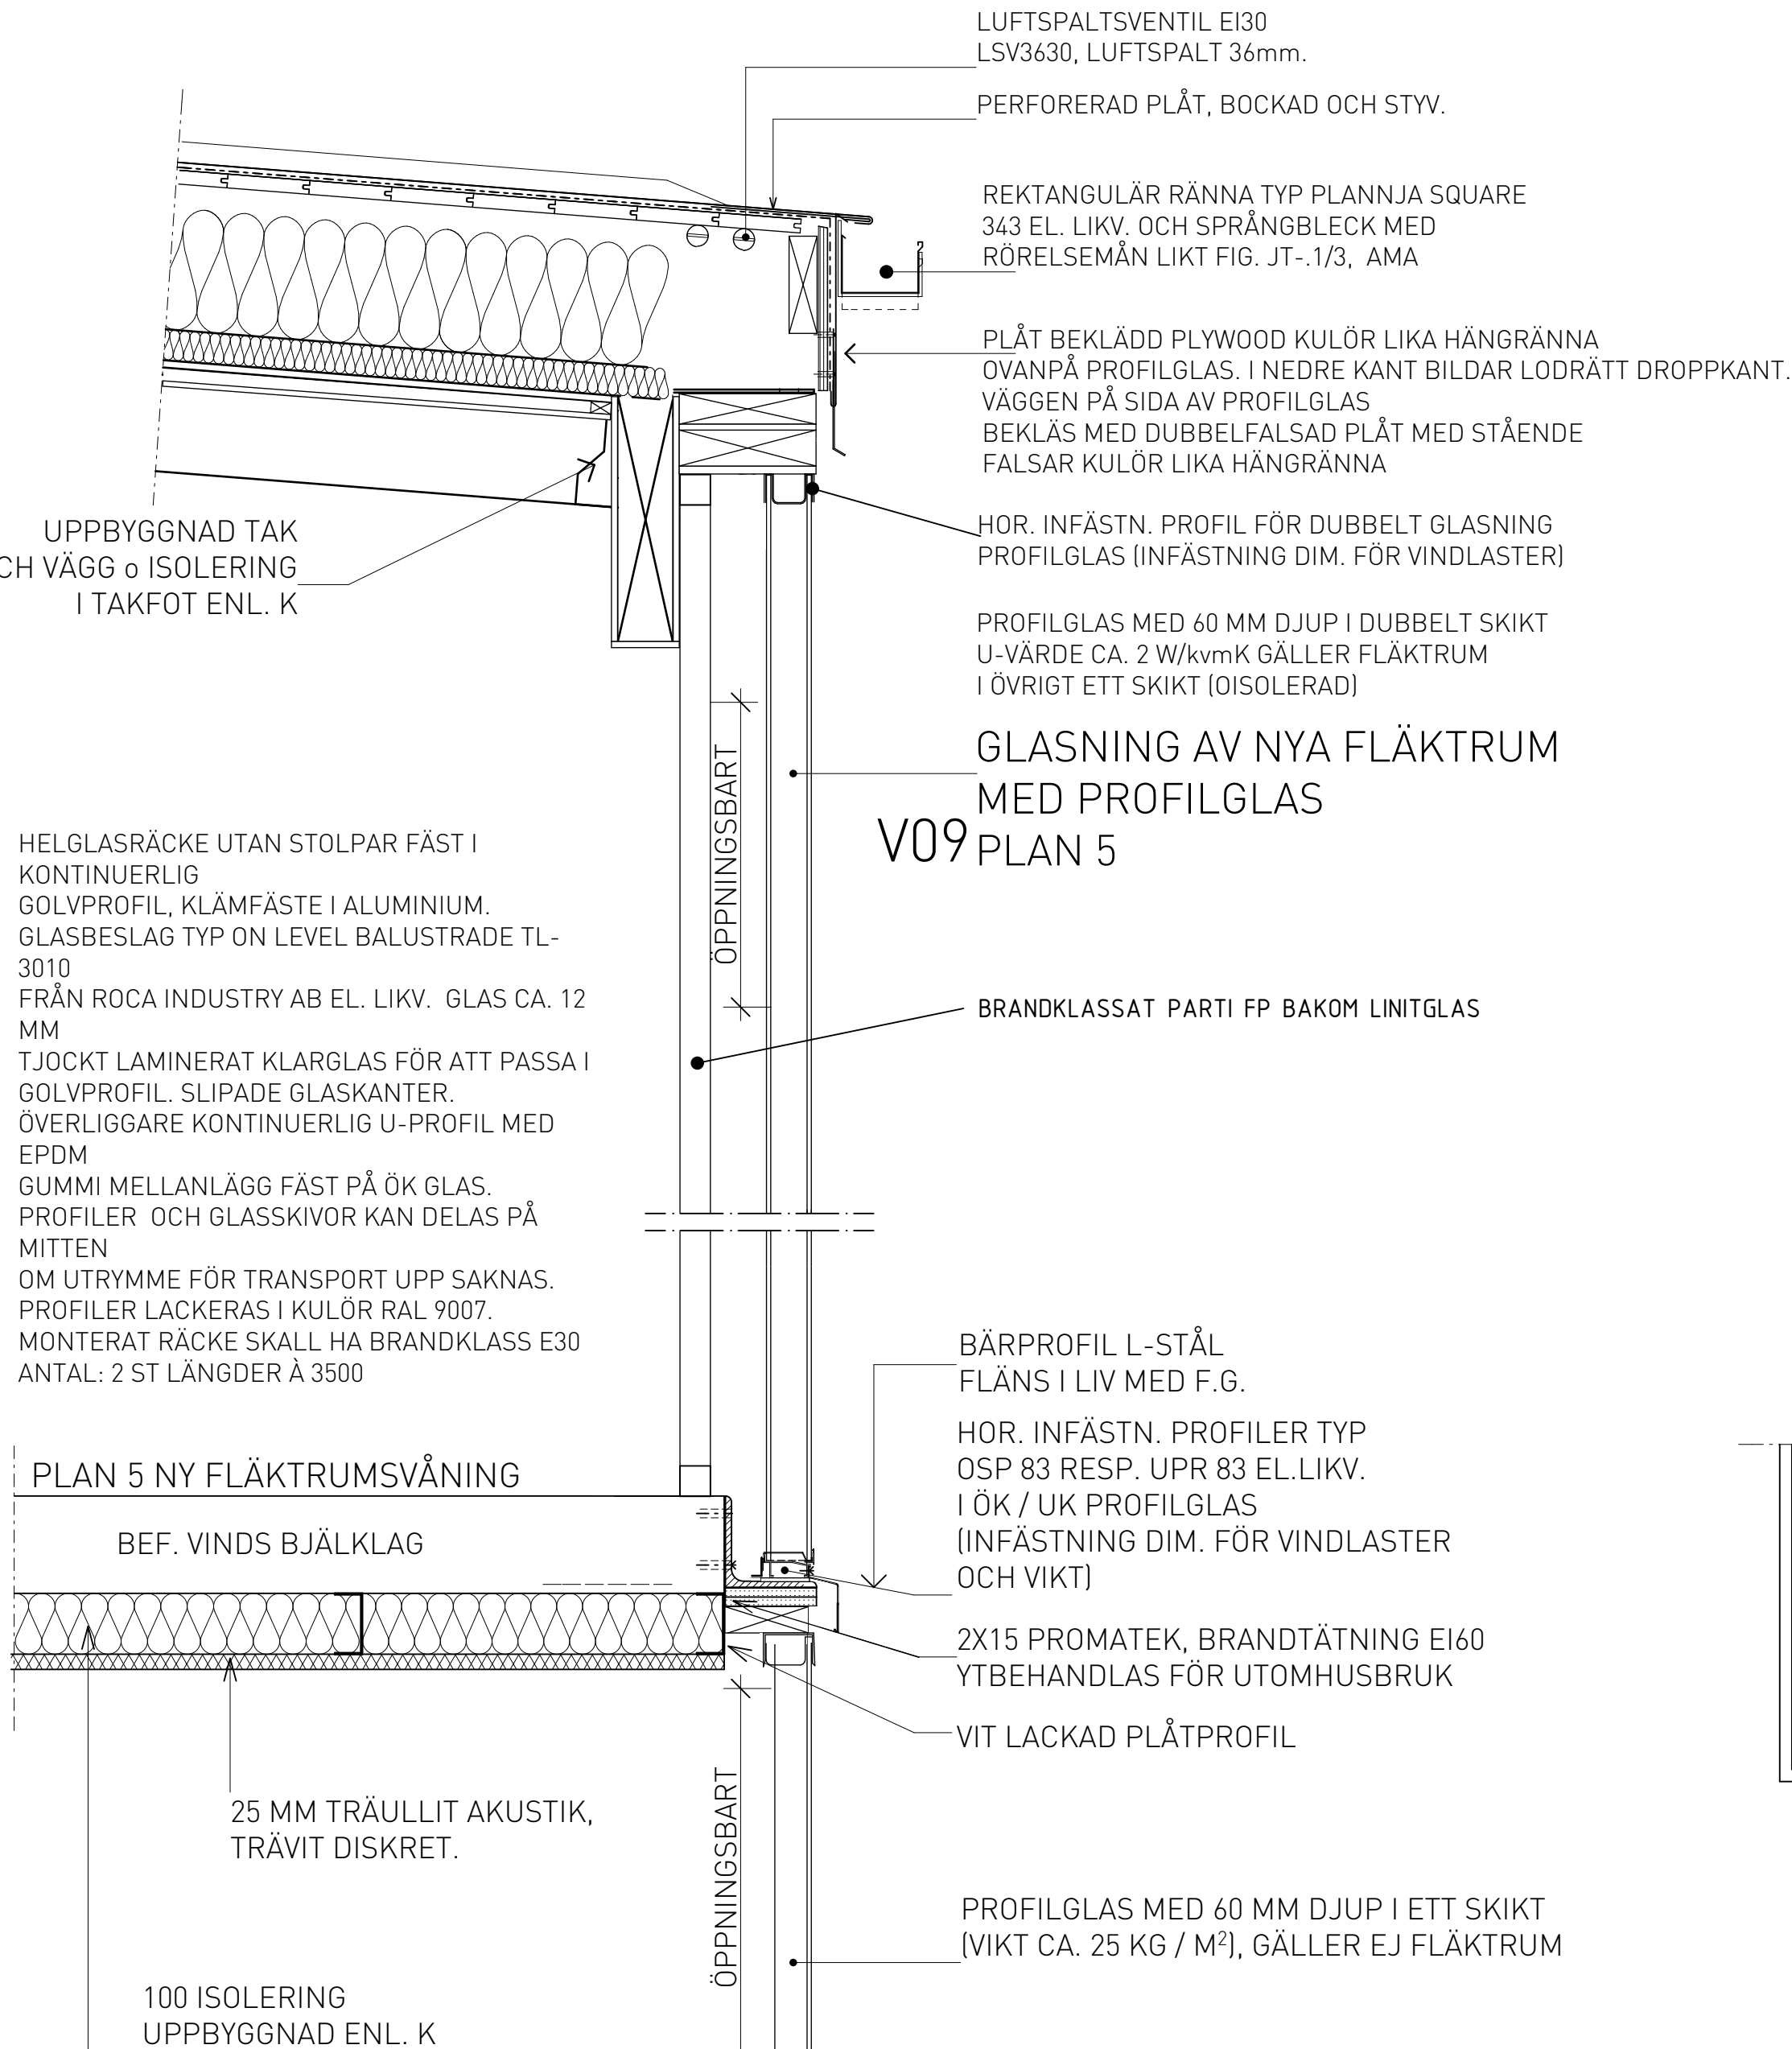 LUFTSPALTSVENTIL EI30
LSV3630, LUFTSPALT 36mm.
PERFORERAD PLÅT, BOCKAD OCH STYV.
REKTANGULÄR RÄNNA TYP PLANNJA SQUARE
343 EL. LIKV. OCH SPRÅNGBLECK MED
RÖRELSEMÅN LIKT FIG. JT-.1/3, AMA
PLÅT BEKLÄDD PLYWOOD KULÖR LIKA HÄNGRÄNNA
OVANPÅ PROFILGLAS. I NEDRE KANT BILDAR LODRÄTT DROPPKANT.
VÄGGEN PÅ SIDA AV PROFILGLAS
BEKLÄS MED DUBBELFALSAD PLÅT MED STÅENDE
FALSAR KULÖR LIKA HÄNGRÄNNA
UPPBYGGNAD TAK
CH VÄGG o ISOLERING
I TAKFOT ENL. K
HOR. INFÄSTN. PROFIL FÖR DUBBELT GLASNING
PROFILGLAS (INFÄSTNING DIM. FÖR VINDLASTER)
PROFILGLAS MED 60 MM DJUP I DUBBELT SKIKT
U-VÄRDE CA. 2 W/kvmK GÄLLER FLÄKTRUM
I ÖVRIGT ETT SKIKT (OISOLERAD)
GLASNING AV NYA FLÄKTRUM
MED PROFILGLAS
V09 PLAN 5
ÖPPNINGSBART
HELGLASRÄCKE UTAN STOLPAR FÄST I
KONTINUERLIG
GOLVPROFIL, KLÄMFÄSTE I ALUMINIUM.
GLASBESLAG TYP ON LEVEL BALUSTRADE TL-
3010
FRÅN ROCA INDUSTRY AB EL. LIKV. GLAS CA. 12
MM
TJOCKT LAMINERAT KLARGLAS FÖR ATT PASSA I
GOLVPROFIL. SLIPADE GLASKANTER.
ÖVERLIGGARE KONTINUERLIG U-PROFIL MED
EPDM
GUMMI MELLANLÄGG FÄST PÅ ÖK GLAS.
PROFILER OCH GLASSKIVOR KAN DELAS PÅ
MITTEN
OM UTRYMME FÖR TRANSPORT UPP SAKNAS.
PROFILER LACKERAS I KULÖR RAL 9007.
MONTERAT RÄCKE SKALL HA BRANDKLASS E30
ANTAL: 2 ST LÄNGDER À 3500
BRANDKLASSAT PARTI FP BAKOM LINITGLAS
BÄRPROFIL L-STÅL
FLÄNS I LIV MED F.G.
HOR. INFÄSTN. PROFILER TYP
OSP 83 RESP. UPR 83 EL.LIKV.
I ÖK / UK PROFILGLAS
(INFÄSTNING DIM. FÖR VINDLASTER
OCH VIKT)
PLAN 5 NY FLÄKTRUMSVÅNING
BEF. VINDS BJÄLKLAG
2X15 PROMATEK, BRANDTÄTNING EI60
YTBEHANDLAS FÖR UTOMHUSBRUK
VIT LACKAD PLÅTPROFIL
25 MM TRÄULLIT AKUSTIK,
TRÄVIT DISKRET.
ÖPPNINGSBART
PROFILGLAS MED 60 MM DJUP I ETT SKIKT
(VIKT CA. 25 KG / M²), GÄLLER EJ FLÄKTRUM
100 ISOLERING
UPPBYGGNAD ENL. K